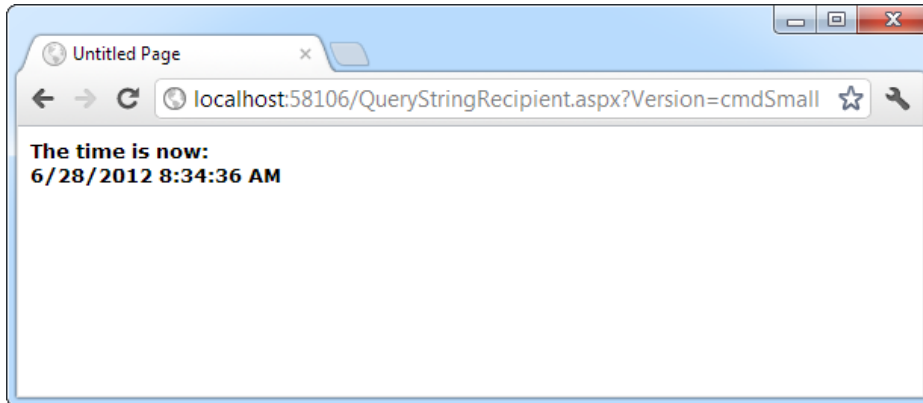 Untitled Page
localhost:58106/QueryStringRecipient.aspx?Version=cmdSmall
The time is now:
6/28/2012 8:34:36 AM